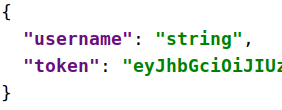 {
"username": "string",
"token": "eyJhbGciOiJIUz
}